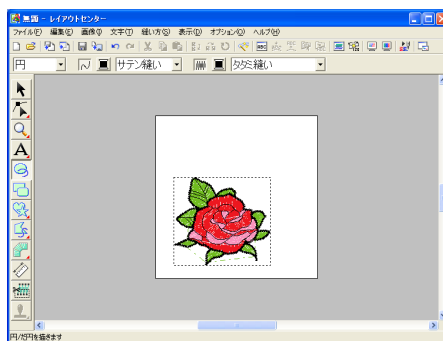 無題 - レイアウトセンター
ファイル(F) 編集(E) 画像(I) 文字(T) 縫い方(S) 表示(D) オプション(O) ヘルプ(H)
円 サテン縫い タタミ縫い
A
円/だ円を描きます